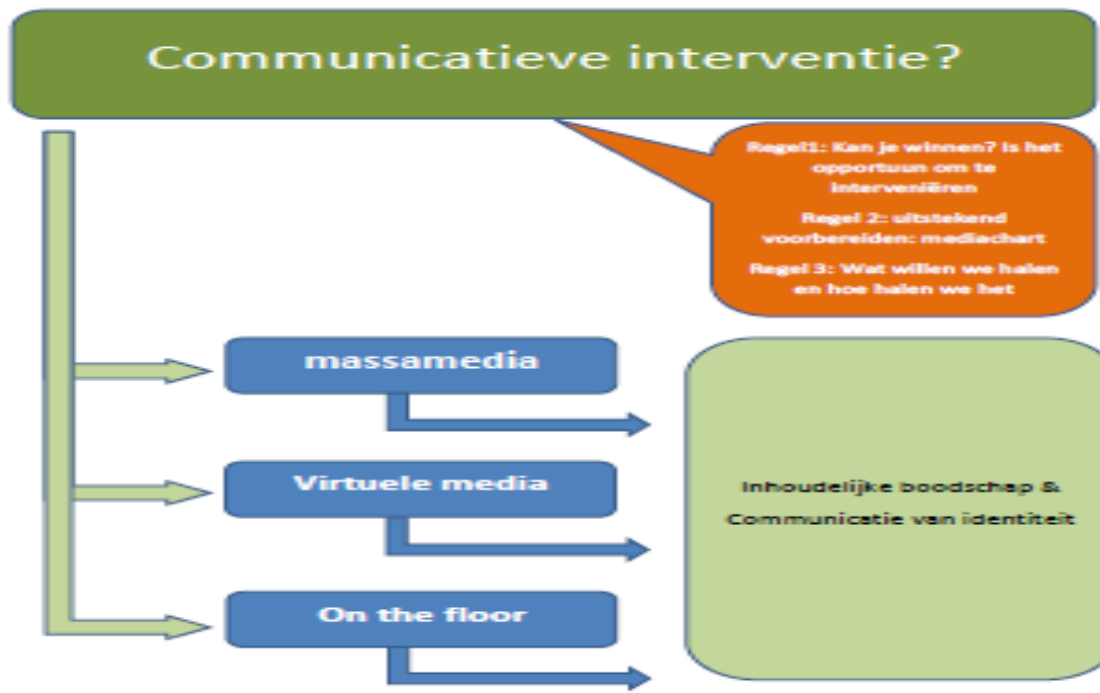 Communicatieve interventie?
Regel1: Kan je winnen? Is het
opportuun om te
interveniëren
Regel 2: uitstekend
voorbereiden: mediachart
Regel 3: Wat willen we halen
en hoe halen we het
massamedia
Virtuele media
On the floor
Inhoudelijke boodschap &
Communicatie van identiteit